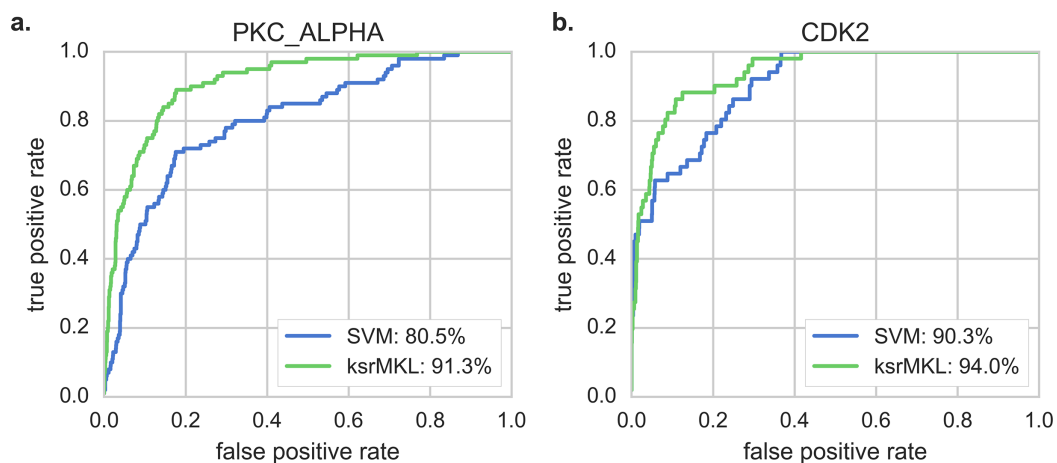 a.
PKC_ALPHA
1.0
0.8
0.6
0.4
0.2
0.0
true positive rate
0.0 0.2 0.4 0.6 0.8 1.0
false positive rate
SVM: 80.5%
ksrMKL: 91.3%
b.
CDK2
1.0
0.8
0.6
0.4
0.2
0.0
true positive rate
0.0 0.2 0.4 0.6 0.8 1.0
false positive rate
SVM: 90.3%
ksrMKL: 94.0%